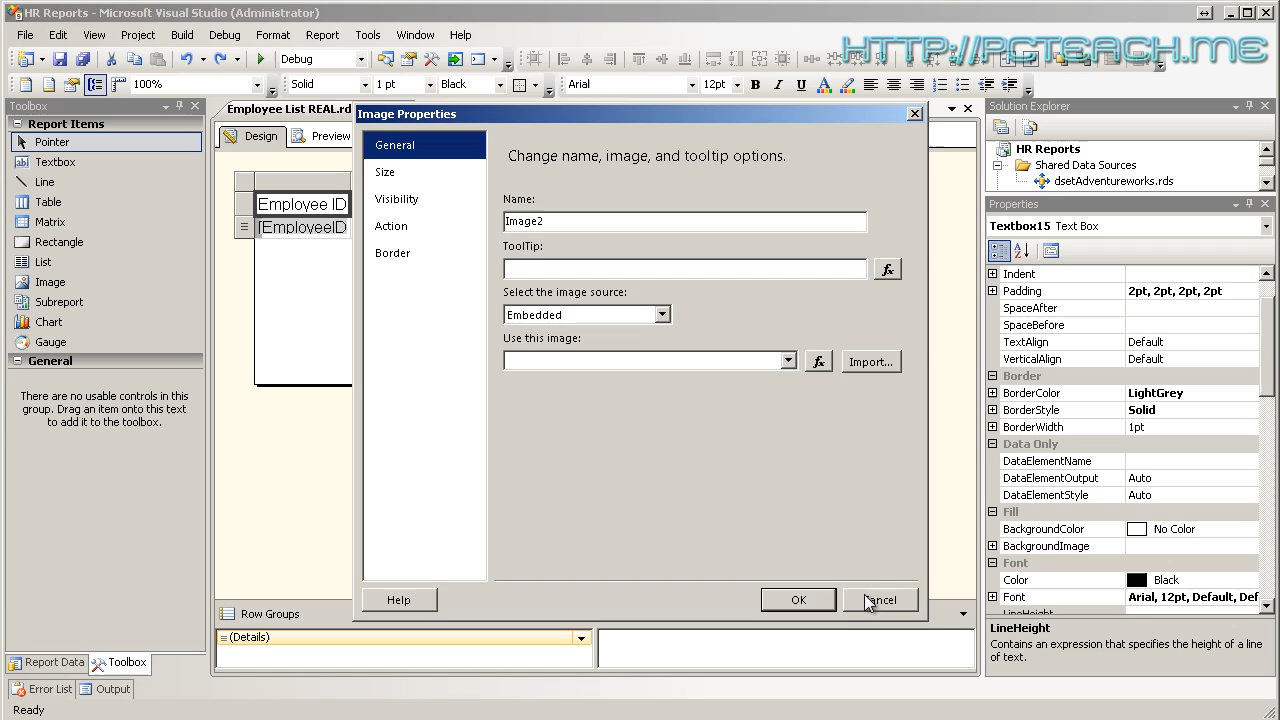 HR Reports - Microsoft Visual Studio (Administrator)
File Edit View Project Build Debug Format Report Tools Window Help
HTTP://PCTEACH.ME
Debug
100% Solid 1 pt Black Arial 12pt B I U A
Toolbox
Report Items
Pointer
Textbox
Line
Table
Matrix
Rectangle
List
Image
Subreport
Chart
Gauge
General
There are no usable controls in this
group. Drag an item onto this text
to add it to the toolbox.
Report Data Toolbox
Error List Output
Ready
Employee List REAL.rd
Design Preview
Employee ID
[EmployeeID
Image Properties
General
Size
Visibility
Action
Border
Change name, image, and tooltip options.
Name:
Image2
ToolTip:
fx
Select the image source:
Embedded
Use this image:
fx Import...
Help OK Cancel
Row Groups
(Details)
Solution Explorer
HR Reports
Shared Data Sources
dsetAdventureworks.rds
Properties
Textbox15 Text Box
Indent
Padding 2pt, 2pt, 2pt, 2pt
SpaceAfter
SpaceBefore
TextAlign Default
VerticalAlign Default
Border
BorderColor LightGrey
BorderStyle Solid
BorderWidth 1pt
Data Only
DataElementName
DataElementOutput Auto
DataElementStyle Auto
Fill
BackgroundColor No Color
BackgroundImage
Font
Color Black
Font Arial, 12pt, Default, Def
LineHeight
LineHeight
Contains an expression that specifies the height of a line
of text.